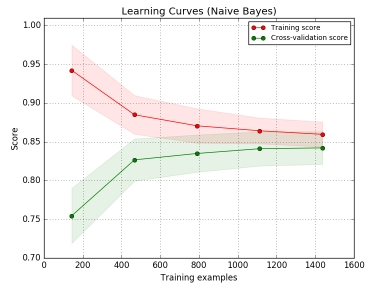 Learning Curves (Naive Bayes)
Training score
Cross-validation score
1.00
0.95
0.90
0.85
0.80
0.75
0.70
Score
0 200 400 600 800 1000 1200 1400 1600
Training examples